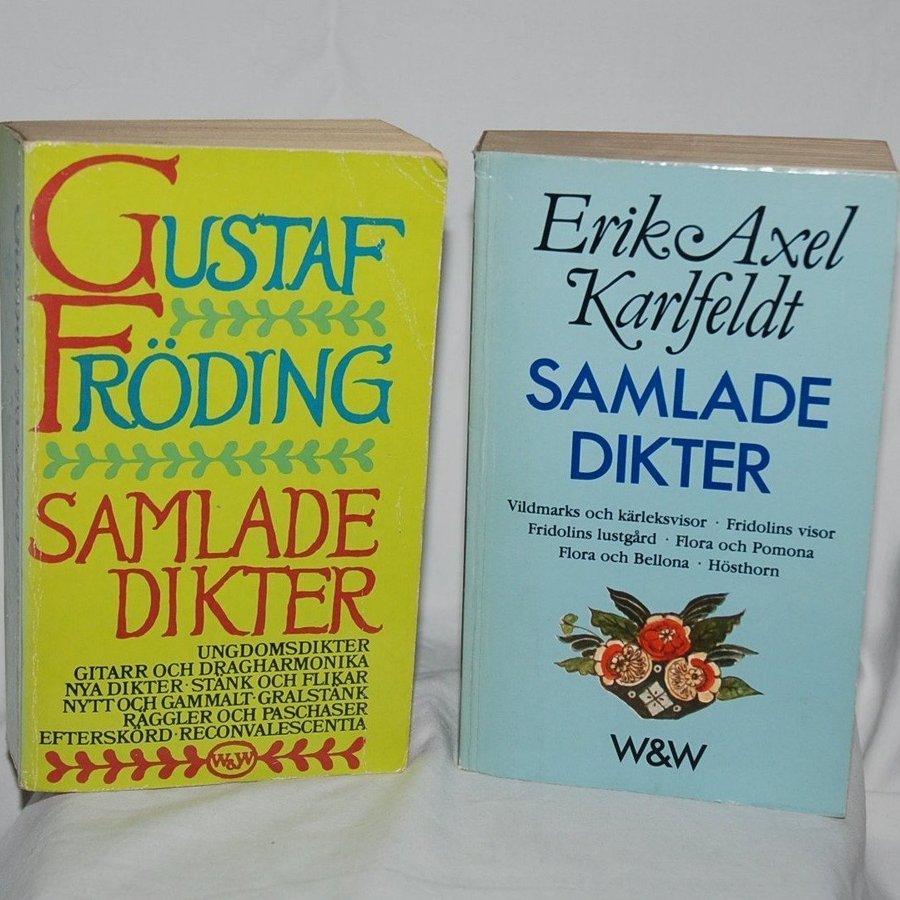 GUSTAF
FRÖDING
SAMLADE
DIKTER
UNGDOMSDIKTER
GITARR OCH DRAGHARMONIKA
NYA DIKTER · STÄNK OCH FLIKAR
NYTT OCH GAMMALT · GRALSTÄNK
RÄGGLER OCH PASCHASER
EFTERSKÖRD · RECONVALESCENTIA
W&W
Erik Axel
Karlfeldt
SAMLADE
DIKTER
Vildmarks och kärleksvisor · Fridolins visor
Fridolins lustgård · Flora och Pomona
Flora och Bellona · Hösthorn
W&W